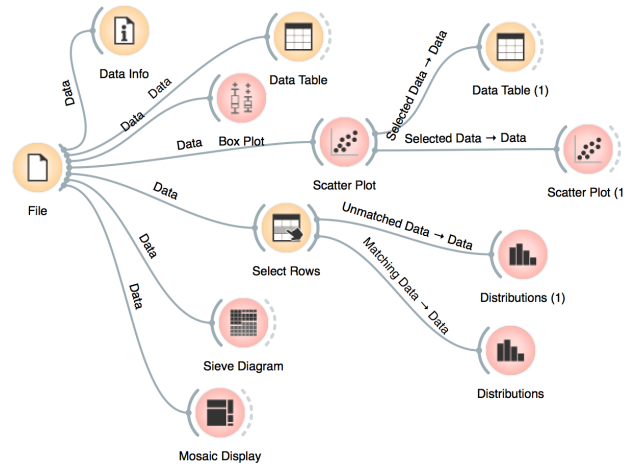 Data Info
Data
Data
Data Table
Data
Box Plot
Selected Data → Data
Data Table (1)
Data
Selected Data → Data
Scatter Plot
Scatter Plot (1
File
Data
Unmatched Data → Data
Select Rows
Matching Data → Data
Distributions (1)
Data
Sieve Diagram
Data
Distributions
Mosaic Display